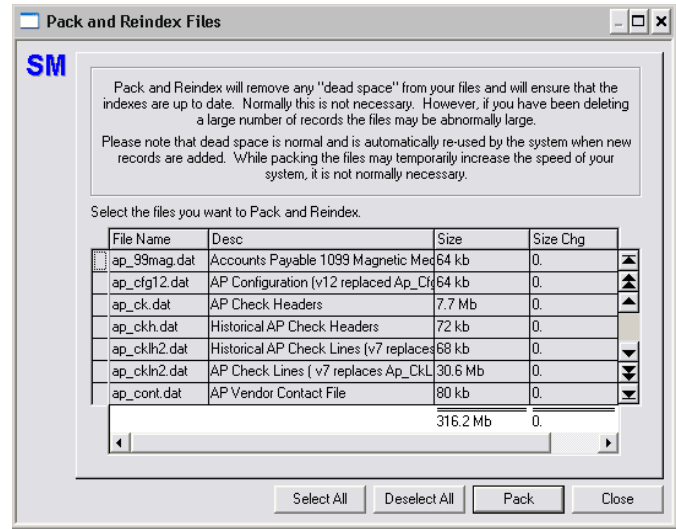 Pack and Reindex Files
SM
Pack and Reindex will remove any "dead space" from your files and will ensure that the
indexes are up to date. Normally this is not necessary. However, if you have been deleting
a large number of records the files may be abnormally large.
Please note that dead space is normal and is automatically re-used by the system when new
records are added. While packing the files may temporarily increase the speed of your
system, it is not normally necessary.
Select the files you want to Pack and Reindex.
File Name Desc Size Size Chg
ap_99mag.dat Accounts Payable 1099 Magnetic Med 64 kb 0.
ap_cfg12.dat AP Configuration (v12 replaced Ap_Cfg 64 kb 0.
ap_ck.dat AP Check Headers 7.7 Mb 0.
ap_ckh.dat Historical AP Check Headers 72 kb 0.
ap_cklh2.dat Historical AP Check Lines (v7 replaces 68 kb 0.
ap_ckln2.dat AP Check Lines ( v7 replaces Ap_CkL 30.6 Mb 0.
ap_cont.dat AP Vendor Contact File 80 kb 0.
316.2 Mb 0.
Select All Deselect All Pack Close